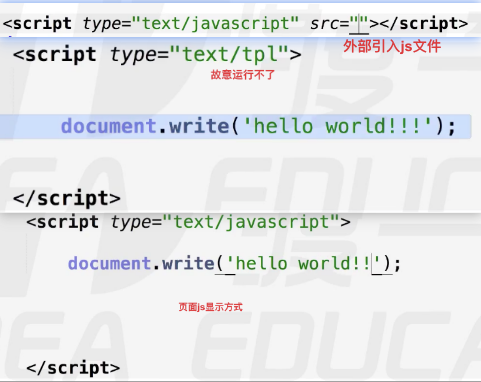 <script type="text/javascript" src=""></script>
外部引入js文件
<script type="text/tpl">
故意运行不了
document.write('hello world!!!');
</script>
<script type="text/javascript">
document.write('hello world!!');
页面js显示方式
</script>